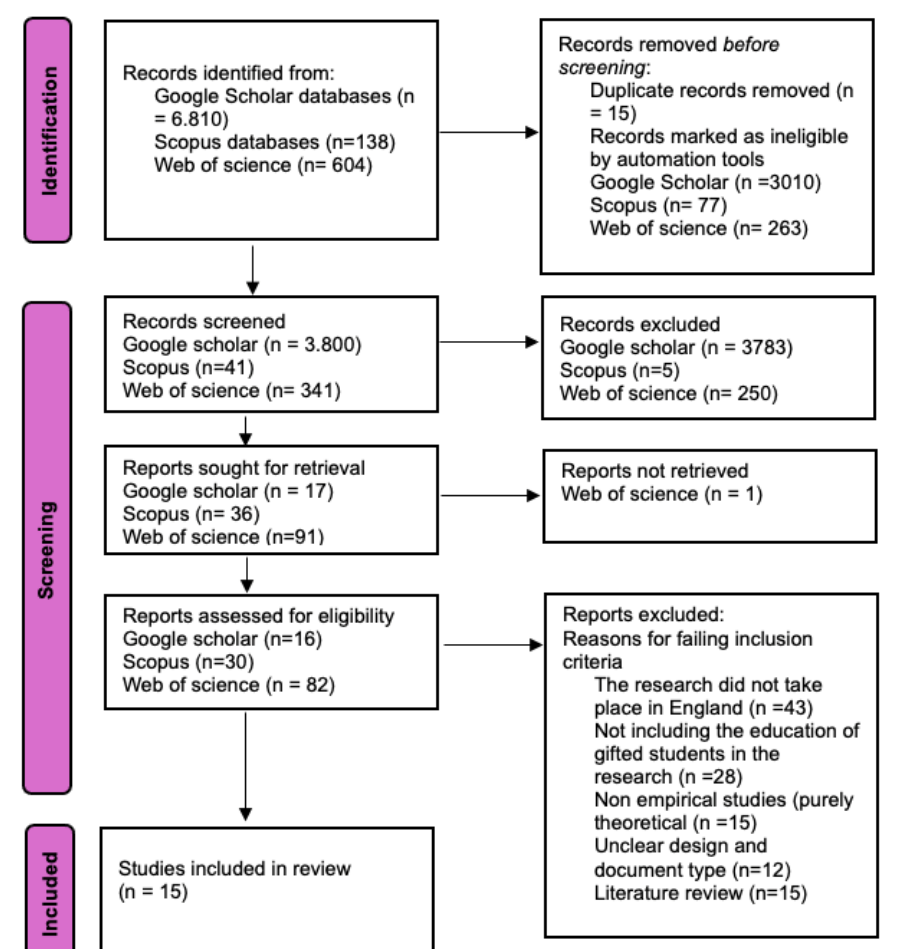 Identification
Records identified from:
Google Scholar databases (n
= 6.810)
Scopus databases (n=138)
Web of science (n= 604)
Records removed before
screening:
Duplicate records removed (n
= 15)
Records marked as ineligible
by automation tools
Google Scholar (n =3010)
Scopus (n= 77)
Web of science (n= 263)
Screening
Records screened
Google scholar (n = 3.800)
Scopus (n=41)
Web of science (n= 341)
Records excluded
Google scholar (n = 3783)
Scopus (n=5)
Web of science (n= 250)
Reports sought for retrieval
Google scholar (n = 17)
Scopus (n= 36)
Web of science (n=91)
Reports not retrieved
Web of science (n = 1)
Reports assessed for eligibility
Google scholar (n=16)
Scopus (n=30)
Web of science (n = 82)
Reports excluded:
Reasons for failing inclusion
criteria
The research did not take
place in England (n =43)
Not including the education of
gifted students in the
research (n =28)
Non empirical studies (purely
theoretical (n =15)
Unclear design and
document type (n=12)
Literature review (n=15)
Included
Studies included in review
(n = 15)